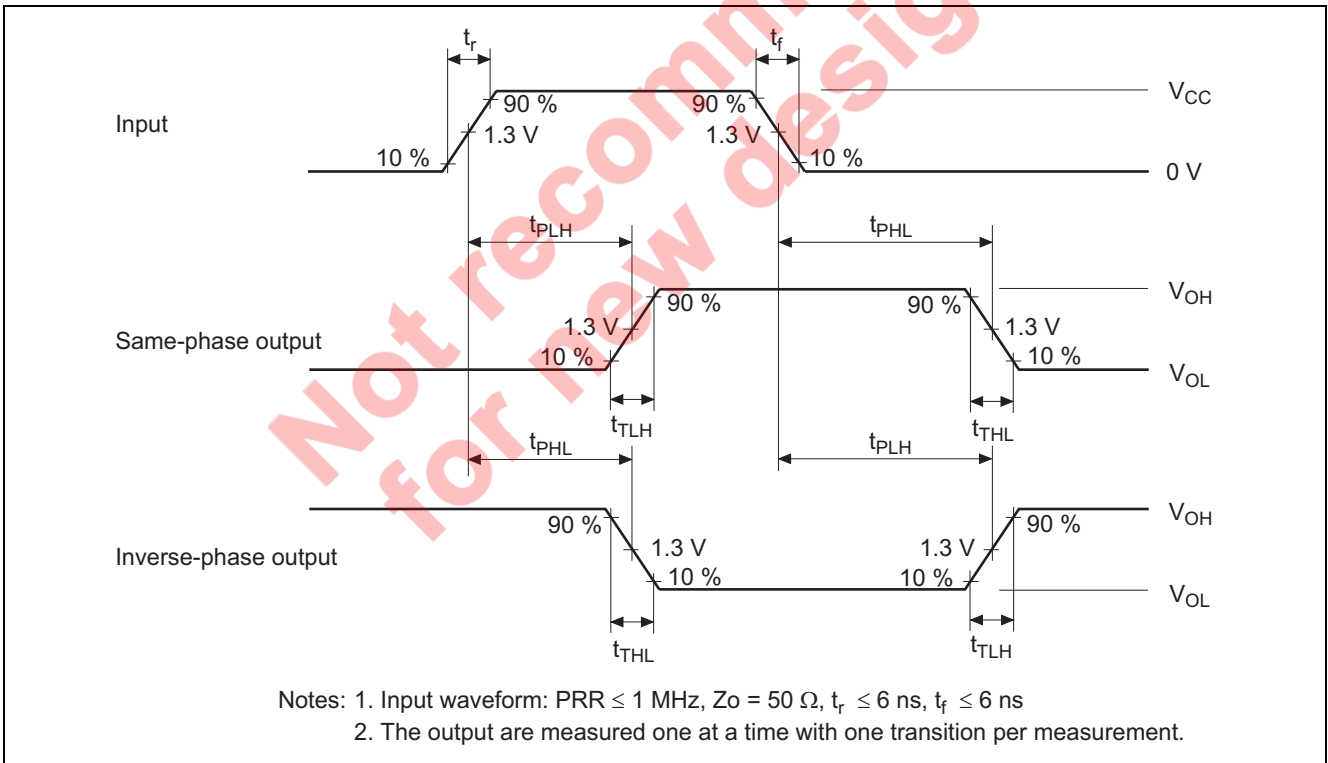 Not recomm
for new desig
tr
tf
90 %
90 %
VCC
Input
1.3 V
1.3 V
10 %
10 %
0 V
tPLH
tPHL
90 %
90 %
VOH
1.3 V
1.3 V
Same-phase output
10 %
10 %
VOL
tTLH
tTHL
tPHL
tPLH
VOH
90 %
90 %
Inverse-phase output
1.3 V
1.3 V
10 %
10 %
VOL
tTHL
tTLH
Notes: 1. Input waveform: PRR ≤ 1 MHz, Zo = 50 Ω, tr ≤ 6 ns, tf ≤ 6 ns
2. The output are measured one at a time with one transition per measurement.